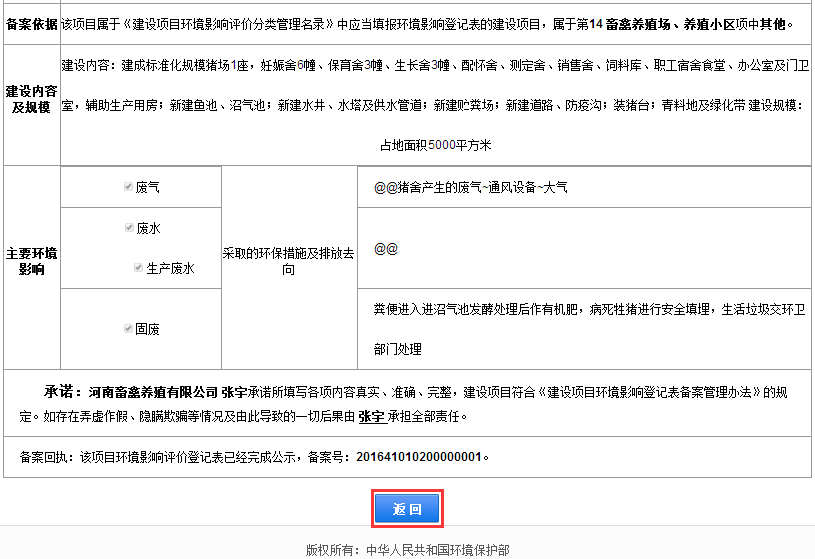 备案依据
该项目属于《建设项目环境影响评价分类管理名录》中应当填报环境影响登记表的建设项目，属于第14 畜禽养殖场、养殖小区项中其他。
建设内容
及规模
建设内容：建成标准化规模猪场1座，妊娠舍6幢、保育舍3幢、生长舍3幢、配怀舍、测定舍、销售舍、饲料库、职工宿舍食堂、办公室及门卫
室，辅助生产用房；新建鱼池、沼气池；新建水井、水塔及供水管道；新建贮粪场；新建道路、防疫沟；装猪台；青料地及绿化带 建设规模：
占地面积5000平方米
主要环境
影响
废气
废水
生产废水
固废
采取的环保措施及排放去
向
@@猪舍产生的废气~通风设备~大气
@@
粪便进入进沼气池发酵处理后作有机肥，病死牲猪进行安全填埋，生活垃圾交环卫
部门处理
承诺：河南畜禽养殖有限公司 张宇承诺所填写各项内容真实、准确、完整，建设项目符合《建设项目环境影响登记表备案管理办法》的规
定。如存在弄虚作假、隐瞒欺骗等情况及由此导致的一切后果由 张宇 承担全部责任。
备案回执：该项目环境影响评价登记表已经完成公示，备案号：201641010200000001。
返 回
版权所有：中华人民共和国环境保护部